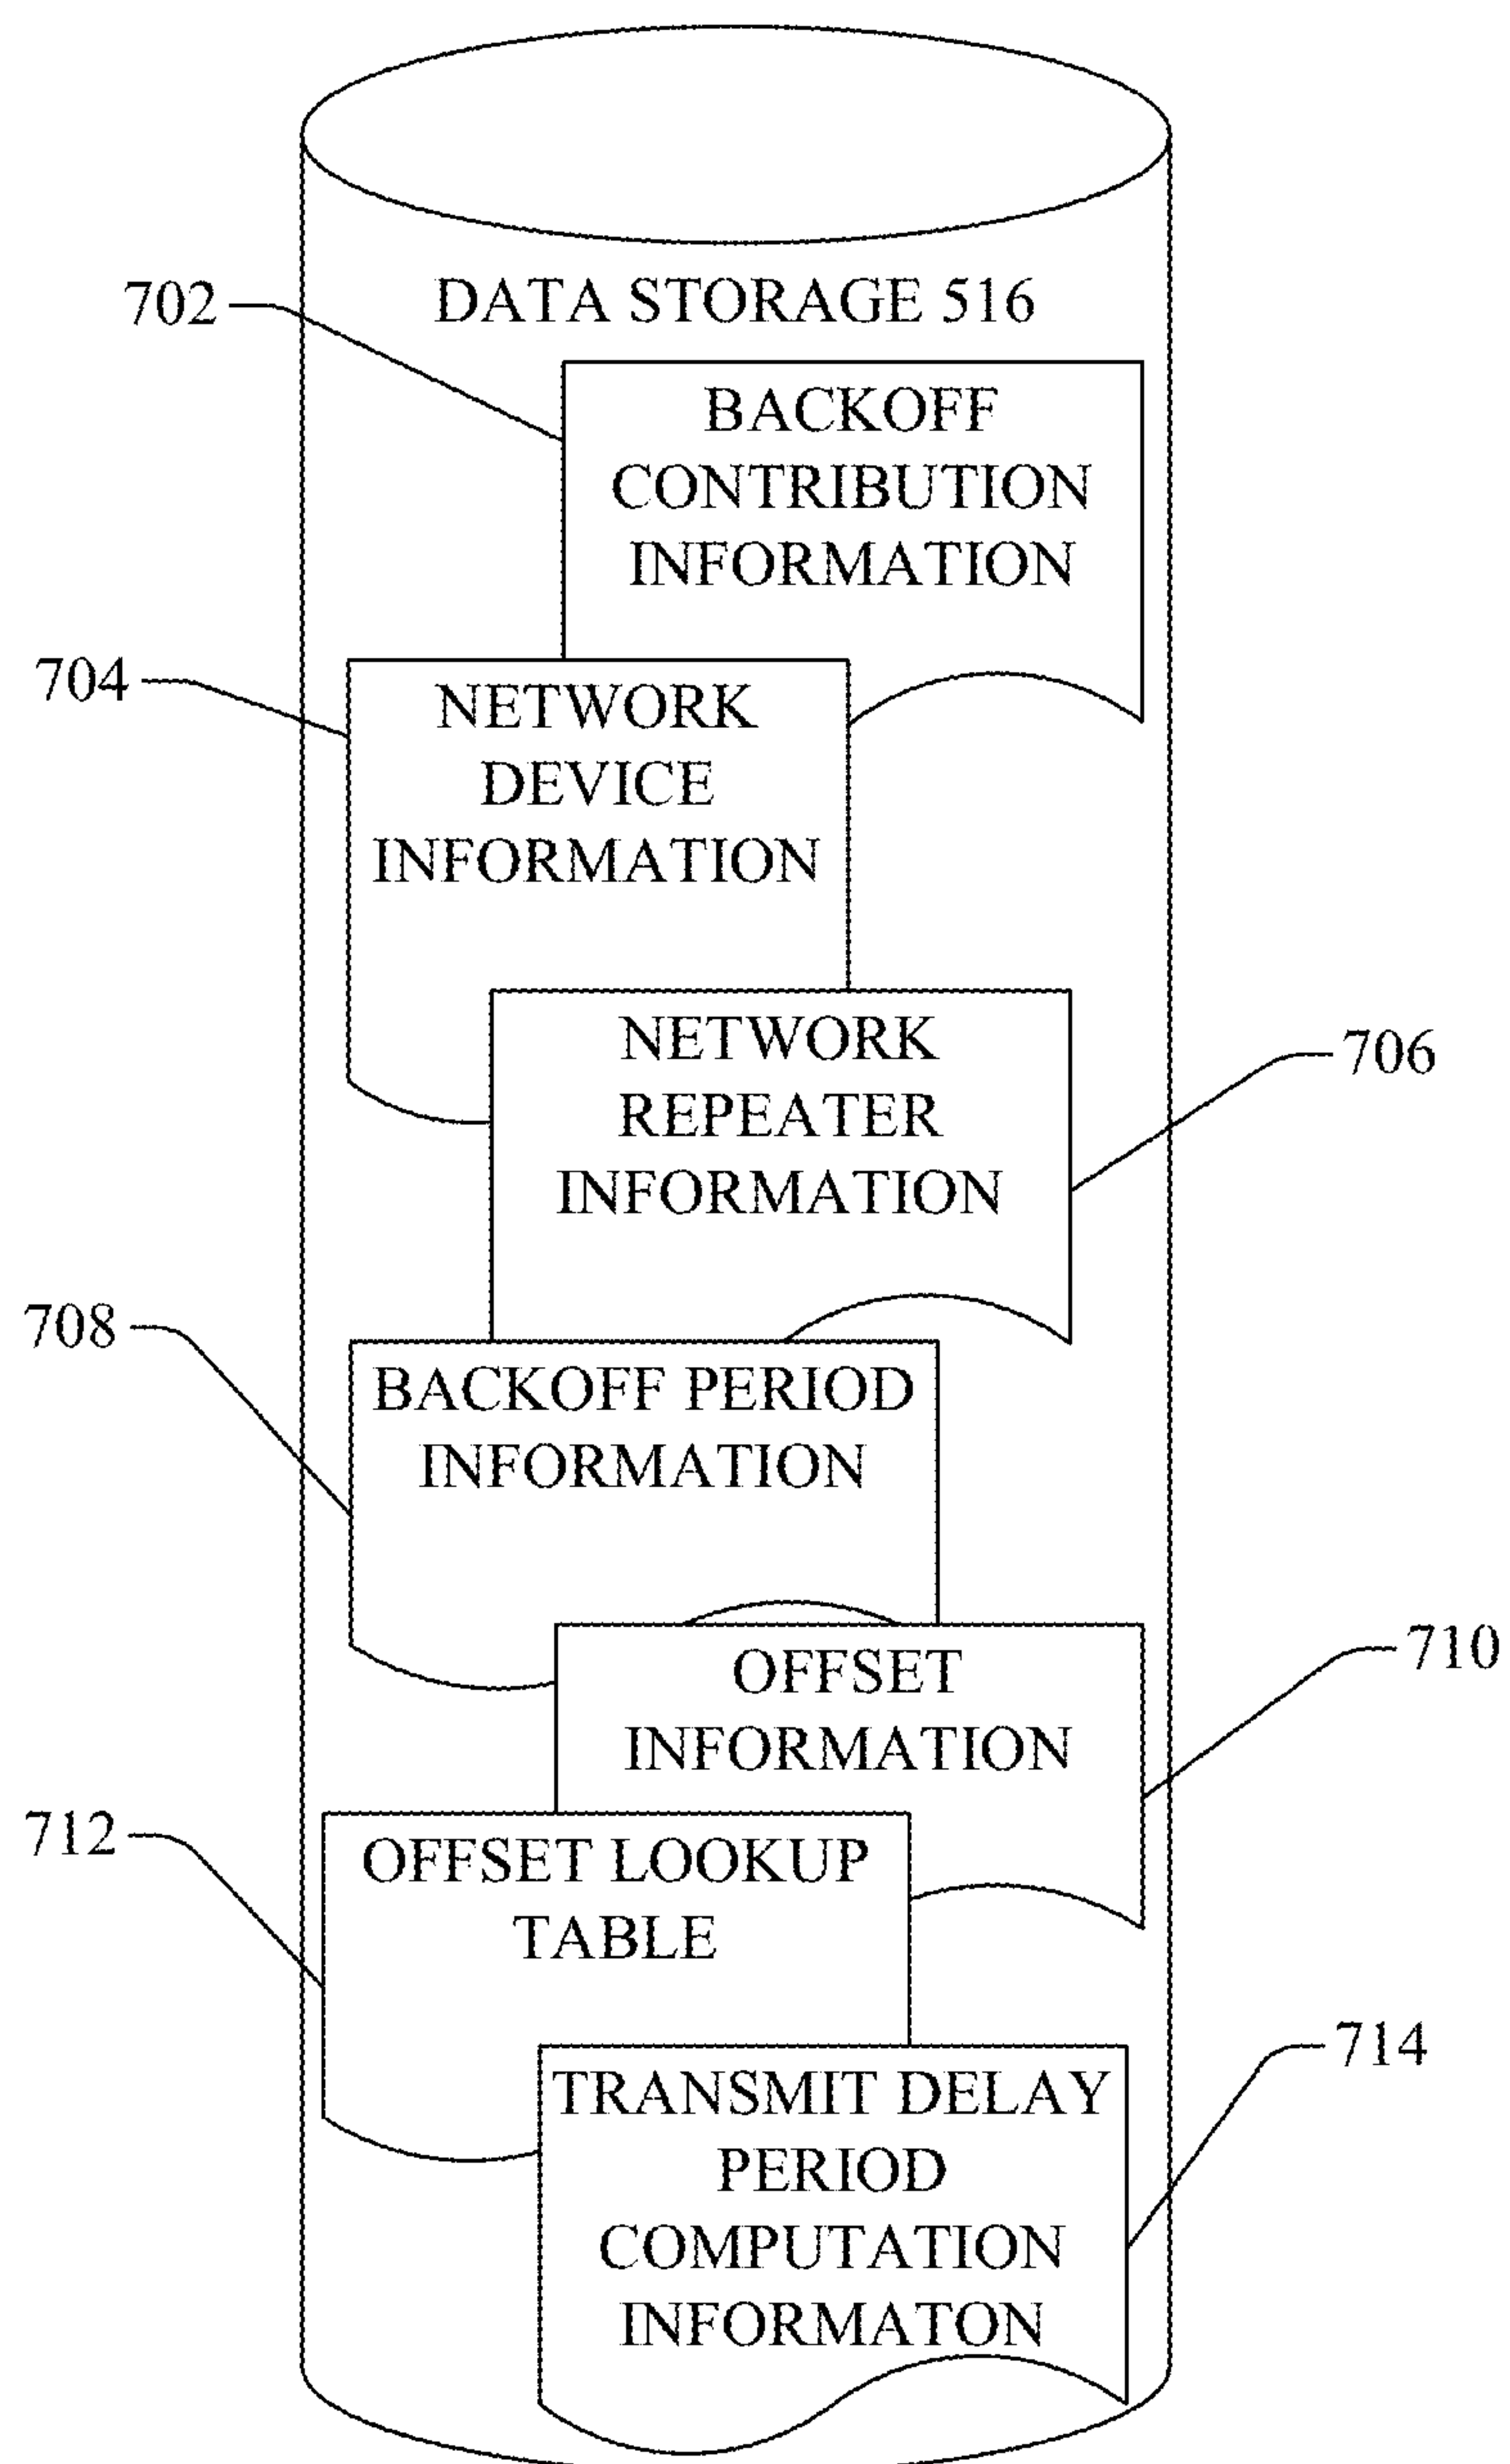 702
DATA STORAGE 516
BACKOFF
CONTRIBUTION
INFORMATION
704
NETWORK
DEVICE
INFORMATION
NETWORK
REPEATER
INFORMATION
706
708
BACKOFF PERIOD
INFORMATION
OFFSET
INFORMATION
710
712
OFFSET LOOKUP
TABLE
714
TRANSMIT DELAY
PERIOD
COMPUTATION
INFORMATON